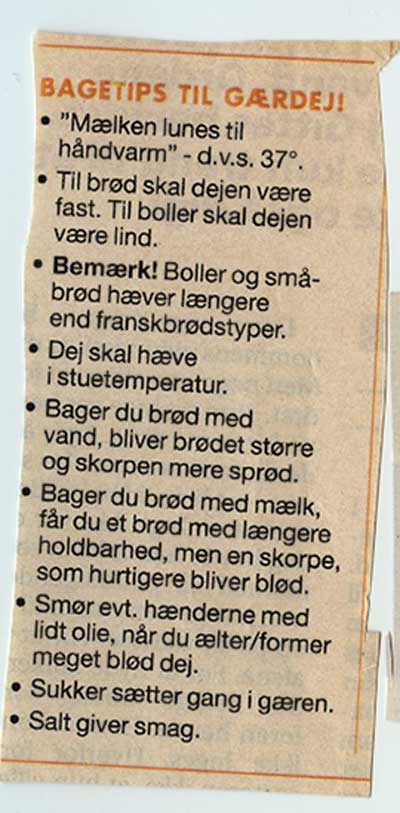 BAGETIPS TIL GÆRDEJ!
• "Mælken lunes til
håndvarm" - d.v.s. 37°.
• Til brød skal dejen være
fast. Til boller skal dejen
være lind.
• Bemærk! Boller og små-
brød hæver længere
end franskbrødstyper.
• Dej skal hæve
i stuetemperatur.
• Bager du brød med
vand, bliver brødet større
og skorpen mere sprød.
• Bager du brød med mælk,
får du et brød med længere
holdbarhed, men en skorpe,
som hurtigere bliver blød.
• Smør evt. hænderne med
lidt olie, når du ælter/former
meget blød dej.
• Sukker sætter gang i gæren.
• Salt giver smag.